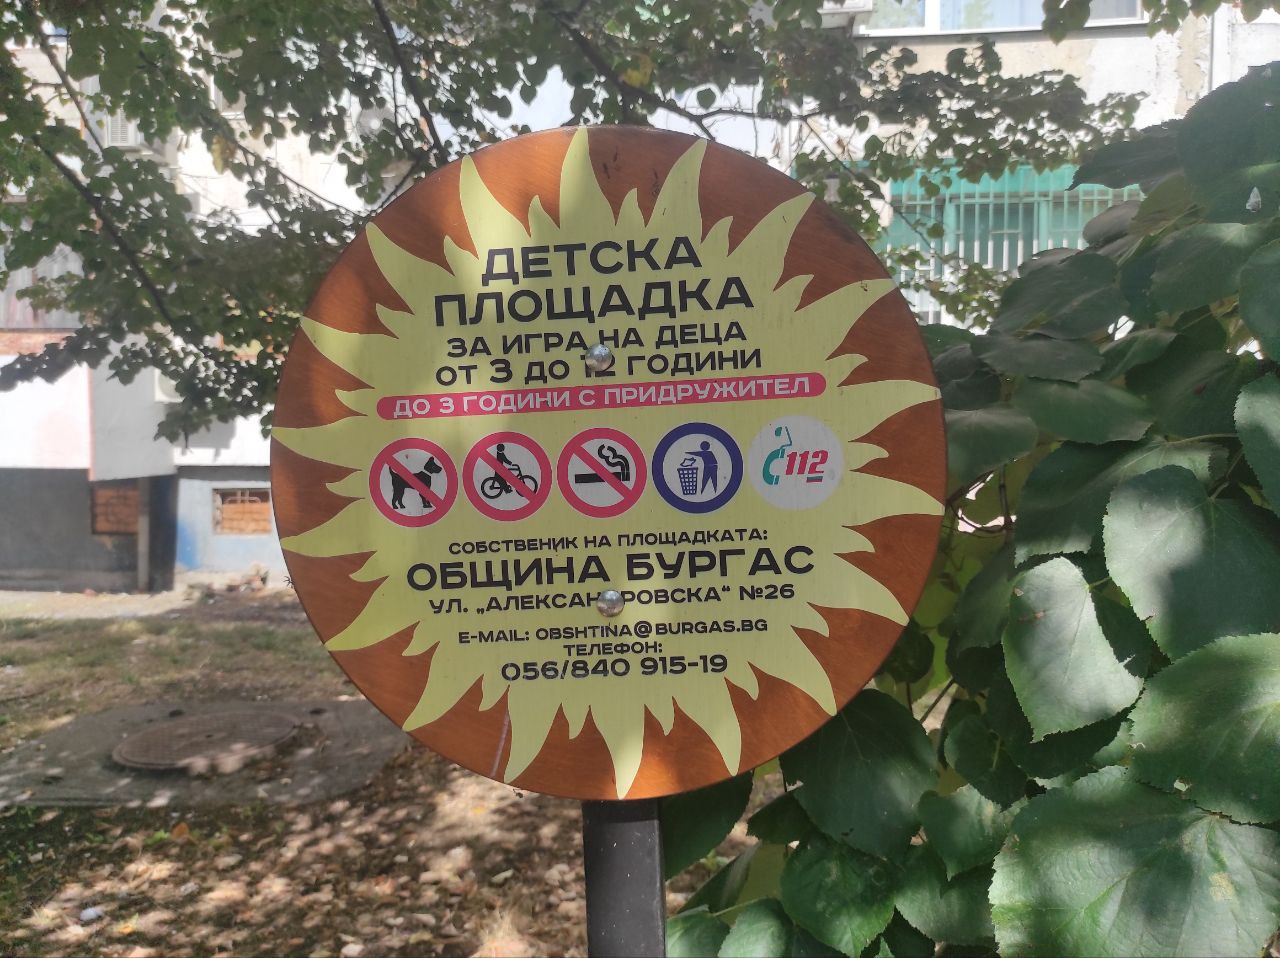 ДЕТСКА
ПЛОЩАДКА
ЗА ИГРА НА ДЕЦА
ОТ 3 ДО 12 ГОДИНИ
ДО 3 ГОДИНИ С ПРИДРУЖИТЕЛ
112
СОБСТВЕНИК НА ПЛОЩАДКАТА:
ОБЩИНА БУРГАС
УЛ. „АЛЕКСАНДРОВСКА“ №26
E-MAIL: OBSHTINA@BURGAS.BG
ТЕЛЕФОН:
056/840 915-19